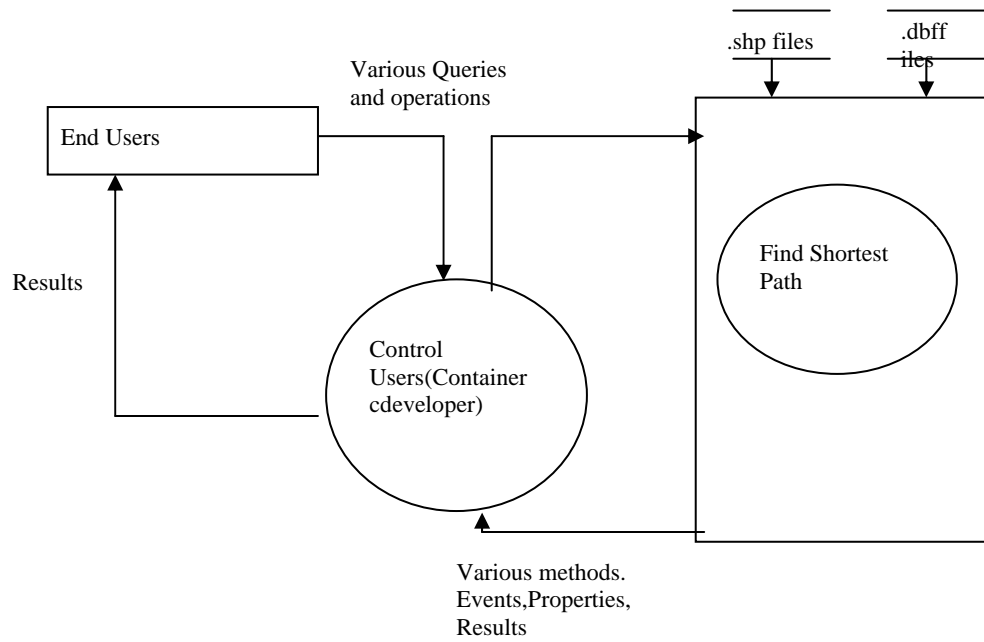 .shp files
.dbff
iles
Various Queries
and operations
End Users
Find Shortest
Path
Results
Control
Users(Container
cdeveloper)
Various methods.
Events,Properties,
Results